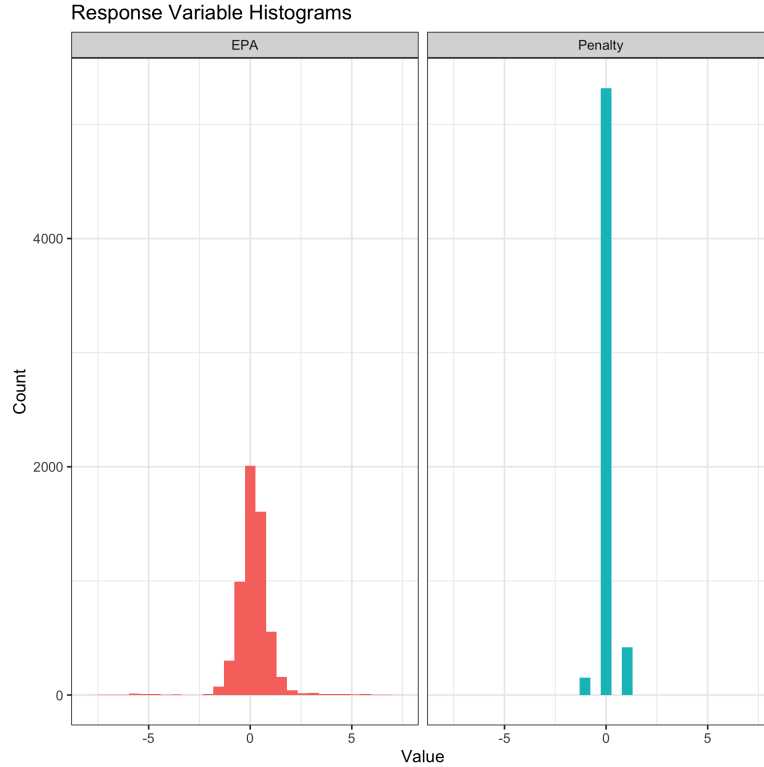 Response Variable Histograms
EPA
Penalty
4000
2000
0
Count
-5 0 5
-5 0 5
Value